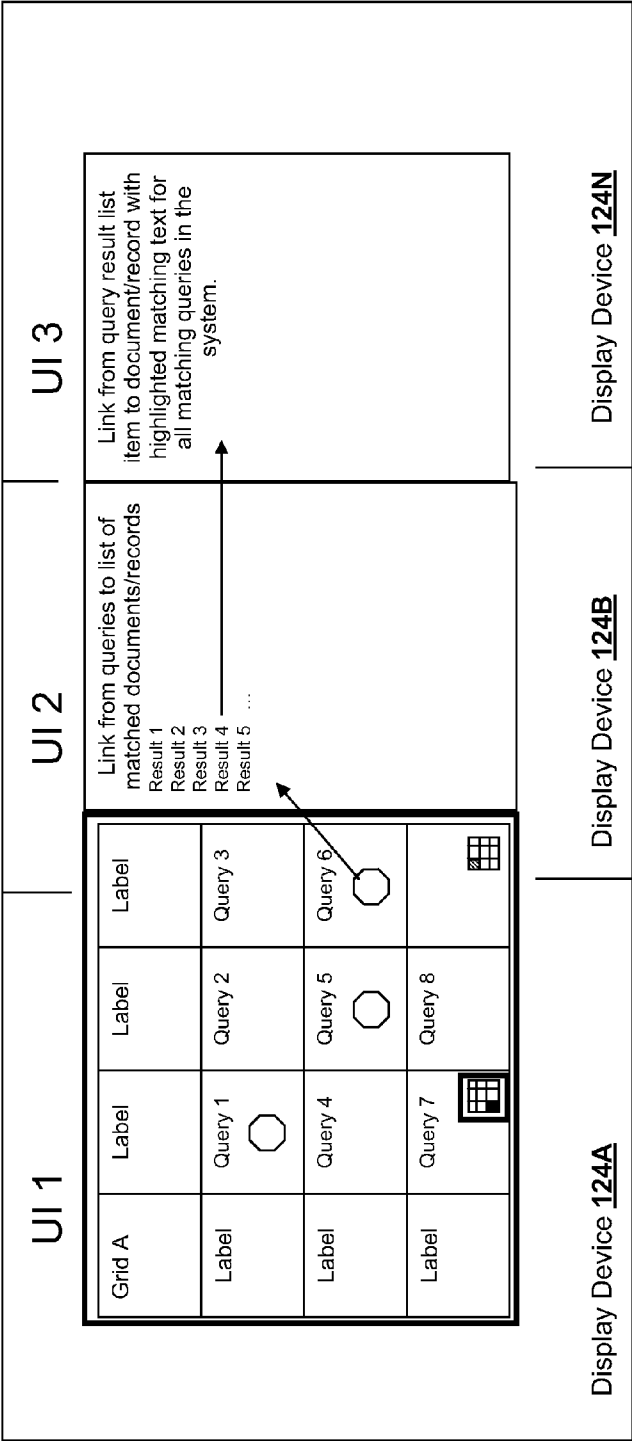 UI 1
UI 2
UI 3
Grid A
Label
Label
Label
Label
Query 1
Query 2
Query 3
Label
Query 4
Query 5
Query 6
Label
Query 7
Query 8
Link from queries to list of
matched documents/records
Result 1
Result 2
Result 3
Result 4
Result 5 ...
Link from query result list
item to document/record with
highlighted matching text for
all matching queries in the
system.
Display Device 124A
Display Device 124B
Display Device 124N